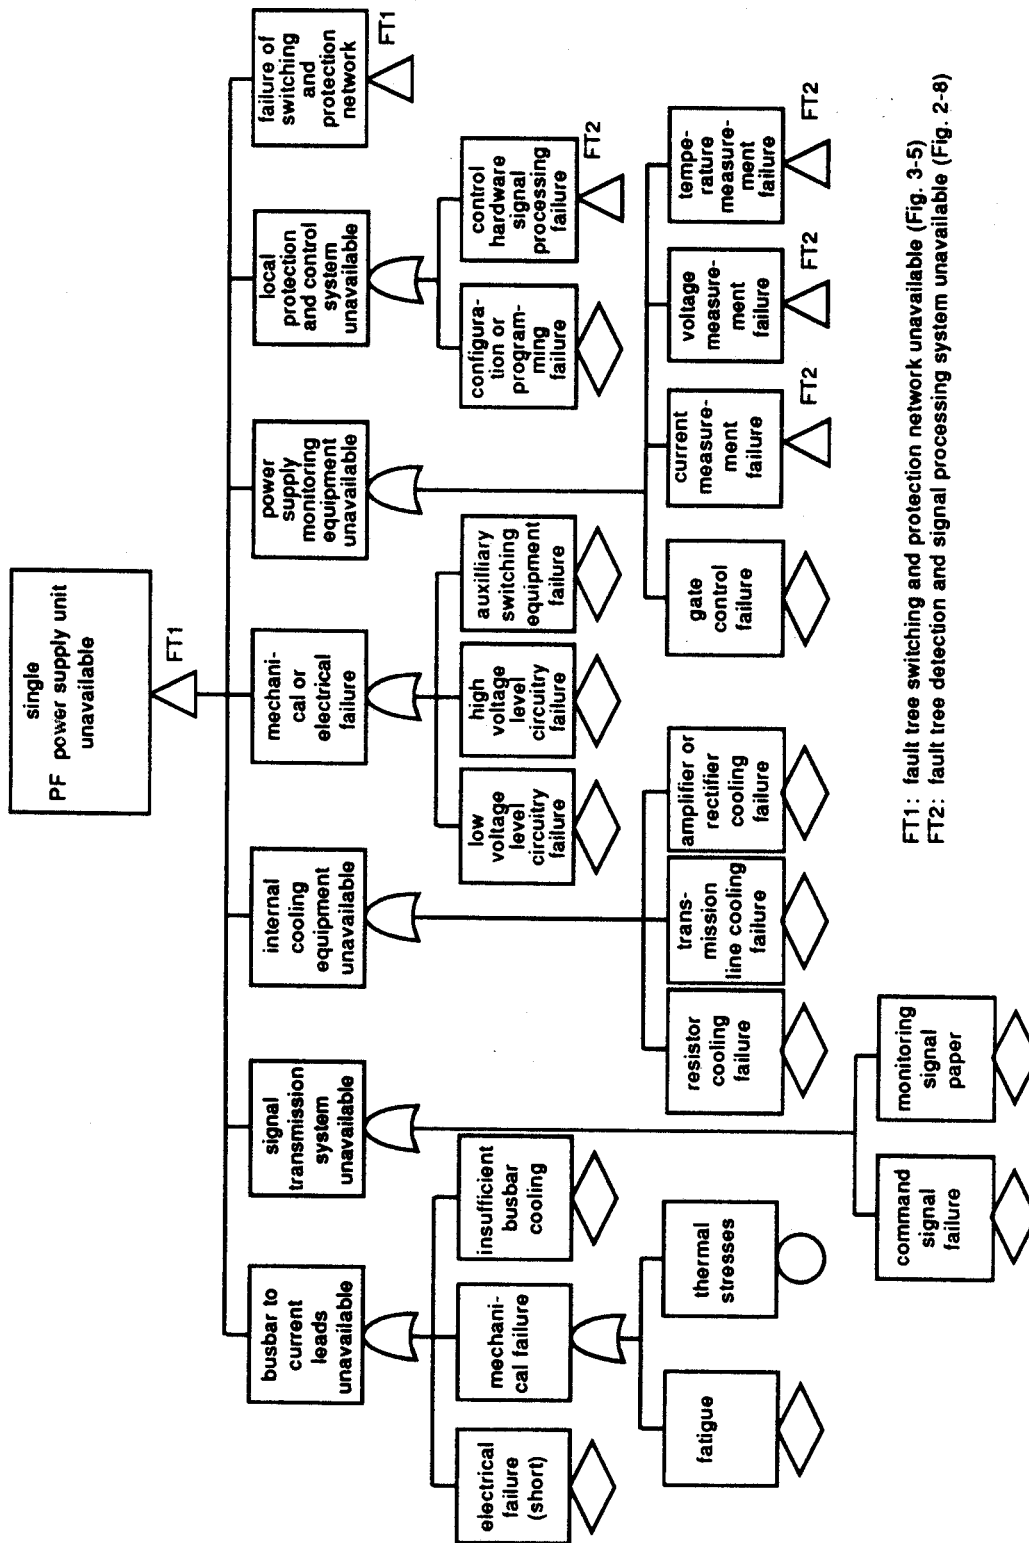 single
PF power supply unit
unavailable
FT1
busbar to
current
leads
unavailable
signal
transmission
system
unavailable
internal
cooling
equipment
unavailable
mechani-
cal or
electrical
failure
power
supply
monitoring
equipment
unavailable
local
protection
and control
system
unavailable
failure of
switching
and
protection
network
FT1
electrical
failure
(short)
mechani-
cal failure
insufficient
busbar
cooling
low
voltage
level
circuitry
failure
high
voltage
level
circuitry
failure
auxilliary
switching
equipment
failure
configura-
tion or
program-
ming
failure
control
hardware
signal
processing
failure
FT2
fatigue
thermal
stresses
resistor
cooling
failure
trans-
mission
line cooling
failure
amplifier or
rectifier
cooling
failure
gate
control
failure
current
measure-
ment
failure
FT2
voltage
measure-
ment
failure
FT2
tempe-
rature
measure-
ment
failure
FT2
command
signal
failure
monitoring
signal
paper
FT1: fault tree switching and protection network unavailable (Fig. 3-5)
FT2: fault tree detection and signal processing system unavailable (Fig. 2-8)